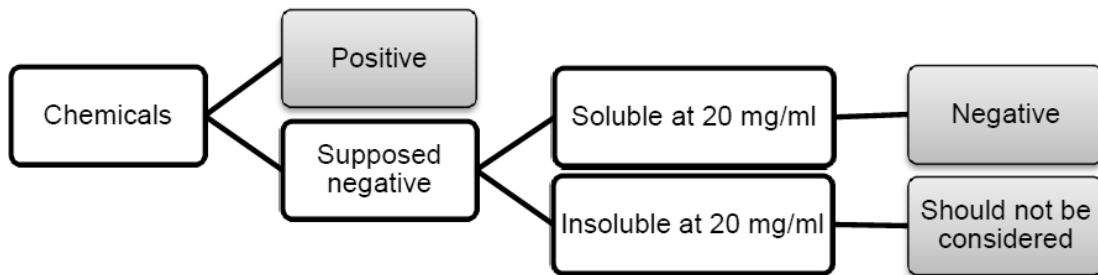 Chemicals
Positive
Supposed
negative
Soluble at 20 mg/ml
Insoluble at 20 mg/ml
Negative
Should not be
considered